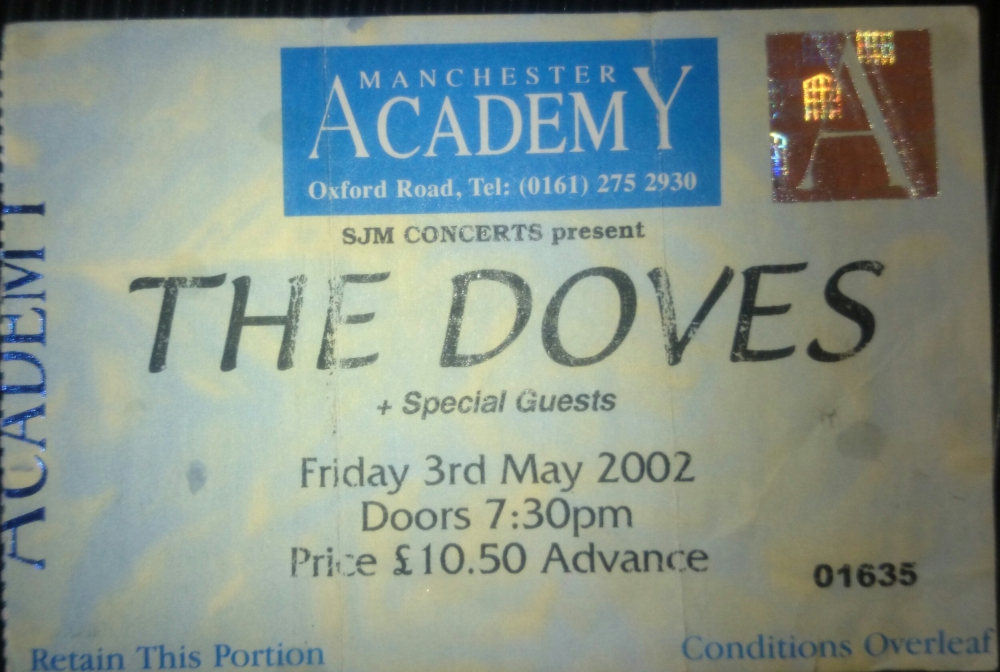 MANCHESTER
ACADEMY
Oxford Road, Tel: (0161) 275 2930
A
SJM CONCERTS present
THE DOVES
+ Special Guests
Friday 3rd May 2002
Doors 7:30pm
Price £10.50 Advance
01635
Retain This Portion
Conditions Overleaf
ACADEMY